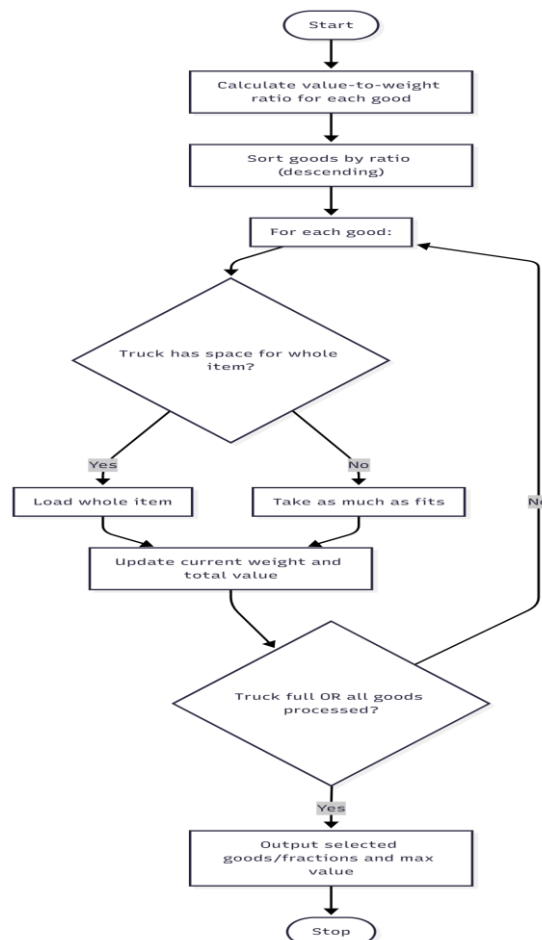 Start
Calculate value-to-weight
ratio for each good
Sort goods by ratio
(descending)
For each good:
Truck has space for whole
item?
Yes
No
Load whole item
Take as much as fits
No
Update current weight and
total value
Truck full OR all goods
processed?
Yes
Output selected
goods/fractions and max
value
Stop